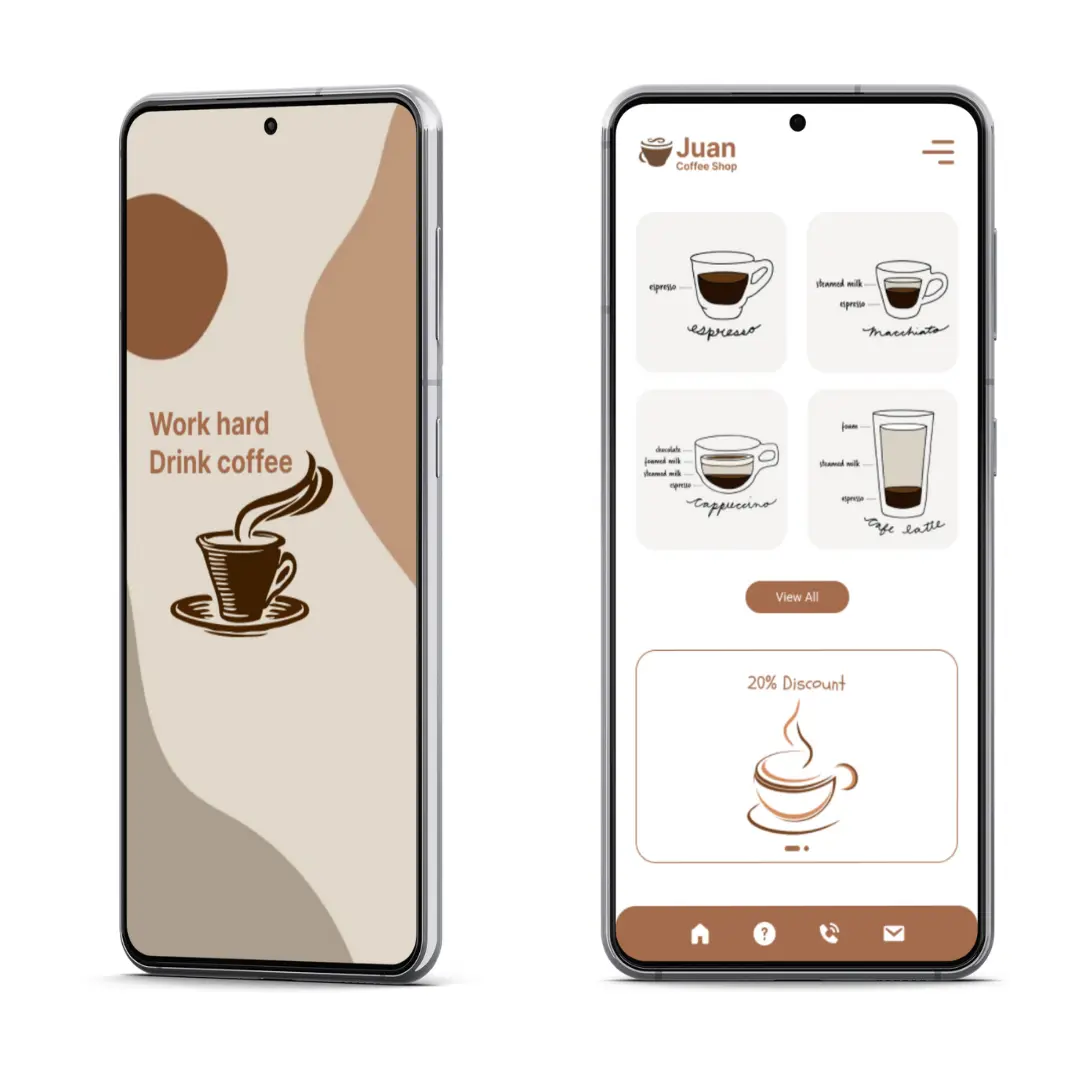 Work hard
Drink coffee
Juan
Coffee Shop
espresso
espresso
steamed milk
espresso
Macchiato
chocolate
foamed milk
steamed milk
espresso
Cappuccino
foam
steamed milk
espresso
Cafe latte
View All
20% Discount
?